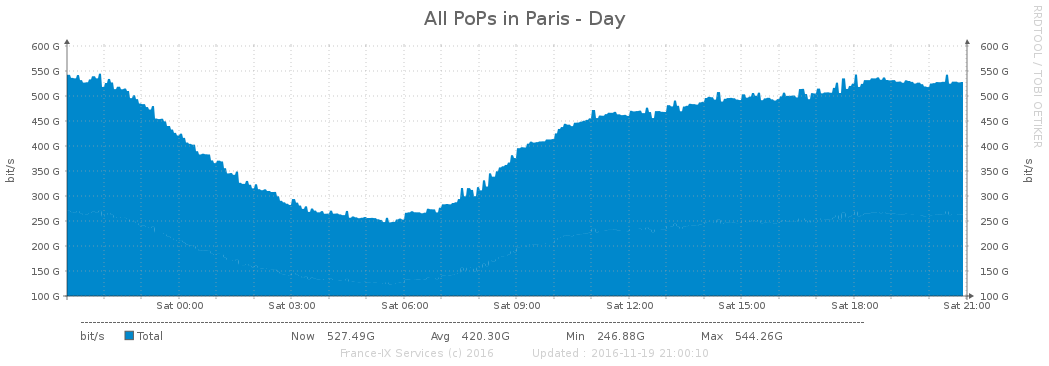 All PoPs in Paris - Day
RRDTOOL / TOBI OETIKER
bit/s
600 G
550 G
500 G
450 G
400 G
350 G
300 G
250 G
200 G
150 G
100 G
600 G
550 G
500 G
450 G
400 G
350 G
300 G
250 G
200 G
150 G
100 G
bit/s
Sat 00:00 Sat 03:00 Sat 06:00 Sat 09:00 Sat 12:00 Sat 15:00 Sat 18:00 Sat 21:00
bit/s Total Now 527.49G Avg 420.30G Min 246.88G Max 544.26G
France-IX Services (c) 2016 Updated : 2016-11-19 21:00:10